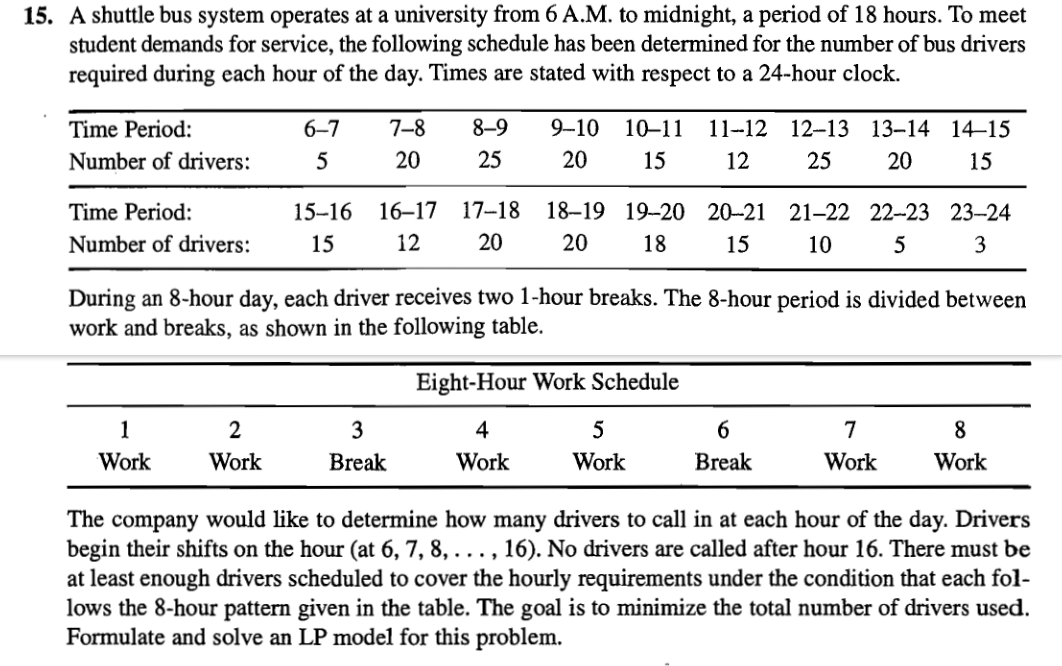 15. A shuttle bus system operates at a university from 6 A.M. to midnight, a period of 18 hours. To meet
student demands for service, the following schedule has been determined for the number of bus drivers
required during each hour of the day. Times are stated with respect to a 24-hour clock.
Time Period: 6–7 7–8 8–9 9–10 10–11 11–12 12–13 13–14 14–15
Number of drivers: 5 20 25 20 15 12 25 20 15
Time Period: 15–16 16–17 17–18 18–19 19–20 20–21 21–22 22–23 23–24
Number of drivers: 15 12 20 20 18 15 10 5 3
During an 8-hour day, each driver receives two 1-hour breaks. The 8-hour period is divided between
work and breaks, as shown in the following table.
Eight-Hour Work Schedule
1 2 3 4 5 6 7 8
Work Work Break Work Work Break Work Work
The company would like to determine how many drivers to call in at each hour of the day. Drivers
begin their shifts on the hour (at 6, 7, 8, . . . , 16). No drivers are called after hour 16. There must be
at least enough drivers scheduled to cover the hourly requirements under the condition that each fol-
lows the 8-hour pattern given in the table. The goal is to minimize the total number of drivers used.
Formulate and solve an LP model for this problem.